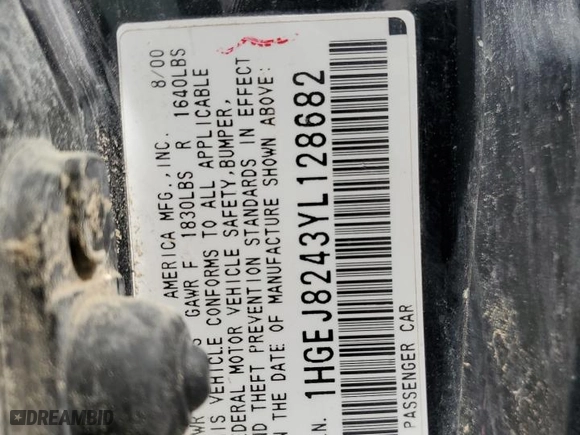 AMERICA MFG., INC. 8/00
GAWR F 1830LBS R 1640LBS
VEHICLE CONFORMS TO ALL APPLICABLE
MOTOR VEHICLE SAFETY, BUMPER,
THEFT PREVENTION STANDARDS IN EFFECT
THE DATE OF MANUFACTURE SHOWN ABOVE:
1HGEJ8243YL128682
PASSENGER CAR
DREAMBID